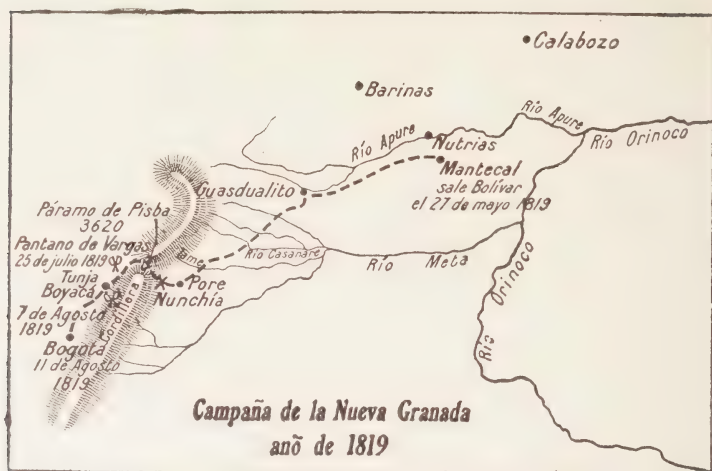 Calabozo
Barinas
Río Apure
Río Apure
Río Orinoco
Nutrias
Mantecal
sale Bolívar
el 27 de mayo 1819
Guasdualito
Páramo de Pisba
3620
Pantano de Vargas
25 de julio 1819
Tame
Río Casanare
Río Meta
Río Orinoco
Tunja
Boyacá
Pore
Nunchía
Cordillera
7 de Agosto
1819
Bogotá
11 de Agosto
1819
Campaña de la Nueva Granada
anõ de 1819